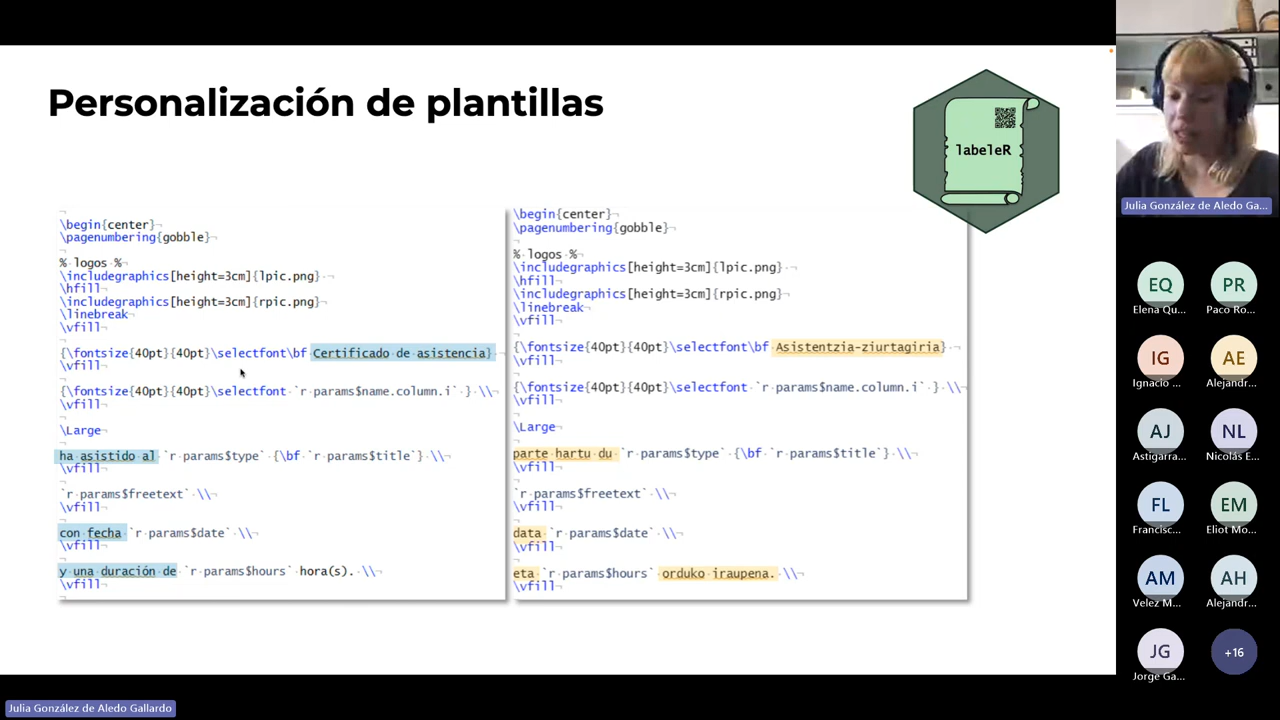 Personalización de plantillas
labeleR
\begin{center}
\pagenumbering{gobble}
% logos %
\includegraphics[height=3cm]{lpic.png}
\hfill
\includegraphics[height=3cm]{rpic.png}
\linebreak
\vfill
{\fontsize{40pt}{40pt}\selectfont\bf Certificado de asistencia}
\vfill
{\fontsize{40pt}{40pt}\selectfont `r params$name.column.i` } \\
\vfill
\Large
ha asistido al `r params$type` {\bf `r params$title`} \\
\vfill
`r params$freetext` \\
\vfill
con fecha `r params$date` \\
\vfill
y una duración de `r params$hours` hora(s). \\
\vfill
\begin{center}
\pagenumbering{gobble}
% logos %
\includegraphics[height=3cm]{lpic.png}
\hfill
\includegraphics[height=3cm]{rpic.png}
\linebreak
\vfill
{\fontsize{40pt}{40pt}\selectfont\bf Asistentzia-ziurtagiria}
\vfill
{\fontsize{40pt}{40pt}\selectfont `r params$name.column.i` } \\
\vfill
\Large
parte hartu du `r params$type` {\bf `r params$title`} \\
\vfill
`r params$freetext` \\
\vfill
data `r params$date` \\
\vfill
eta `r params$hours` orduko iraupena. \\
\vfill
Julia González de Aledo Ga...
EQ
Elena Qu...
PR
Paco Ro...
IG
Ignacio ...
AE
Alejandr...
AJ
Astigarra...
NL
Nicolás E...
FL
Francisc...
EM
Eliot Mo...
AM
Velez M...
AH
Alejandr...
JG
Jorge Ga...
+16
Julia González de Aledo Gallardo